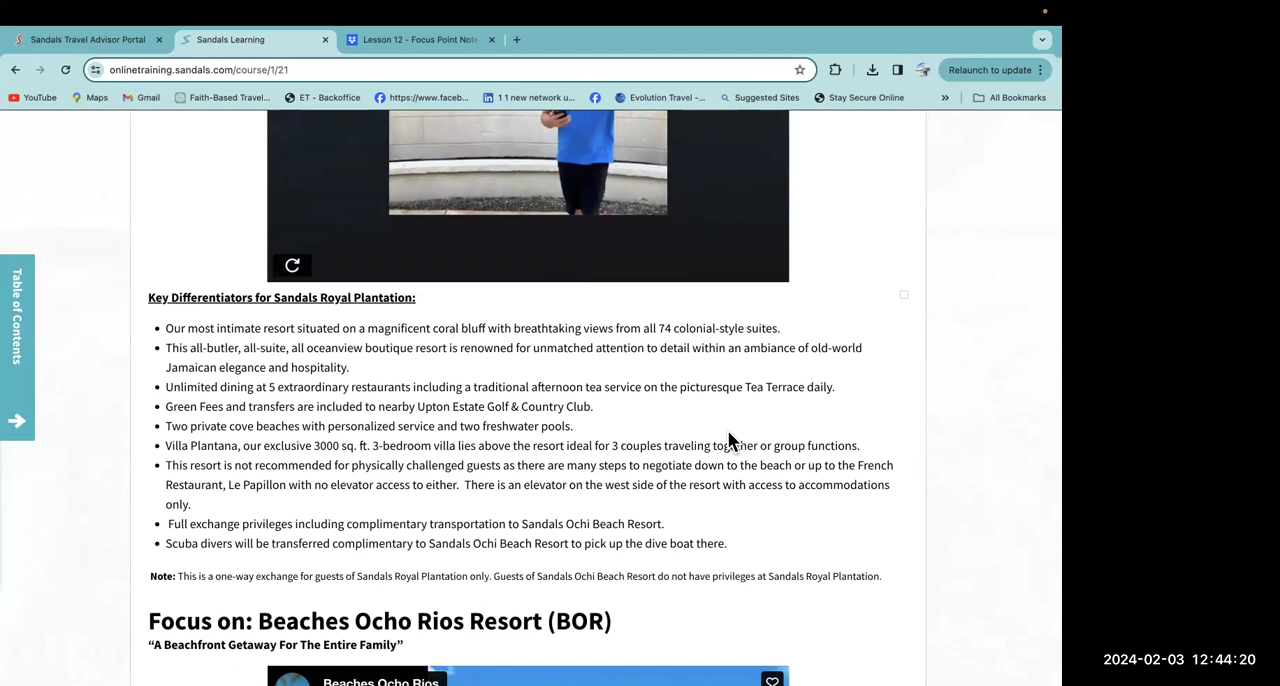 Sandals Travel Advisor Portal
Sandals Learning
Lesson 12 - Focus Point Note
onlinetraining.sandals.com/course/1/21
Relaunch to update
YouTube
Maps
Gmail
Faith-Based Travel...
ET - Backoffice
https://www.faceb...
1 1 new network u...
Evolution Travel -...
Suggested Sites
Stay Secure Online
»
All Bookmarks
Table of Contents
Key Differentiators for Sandals Royal Plantation:
• Our most intimate resort situated on a magnificent coral bluff with breathtaking views from all 74 colonial-style suites.
• This all-butler, all-suite, all oceanview boutique resort is renowned for unmatched attention to detail within an ambiance of old-world
Jamaican elegance and hospitality.
• Unlimited dining at 5 extraordinary restaurants including a traditional afternoon tea service on the picturesque Tea Terrace daily.
• Green Fees and transfers are included to nearby Upton Estate Golf & Country Club.
• Two private cove beaches with personalized service and two freshwater pools.
• Villa Plantana, our exclusive 3000 sq. ft. 3-bedroom villa lies above the resort ideal for 3 couples traveling together or group functions.
• This resort is not recommended for physically challenged guests as there are many steps to negotiate down to the beach or up to the French
Restaurant, Le Papillon with no elevator access to either. There is an elevator on the west side of the resort with access to accommodations
only.
• Full exchange privileges including complimentary transportation to Sandals Ochi Beach Resort.
• Scuba divers will be transferred complimentary to Sandals Ochi Beach Resort to pick up the dive boat there.
Note: This is a one-way exchange for guests of Sandals Royal Plantation only. Guests of Sandals Ochi Beach Resort do not have privileges at Sandals Royal Plantation.
Focus on: Beaches Ocho Rios Resort (BOR)
“A Beachfront Getaway For The Entire Family”
Beaches Ocho Rios
2024-02-03 12:44:20